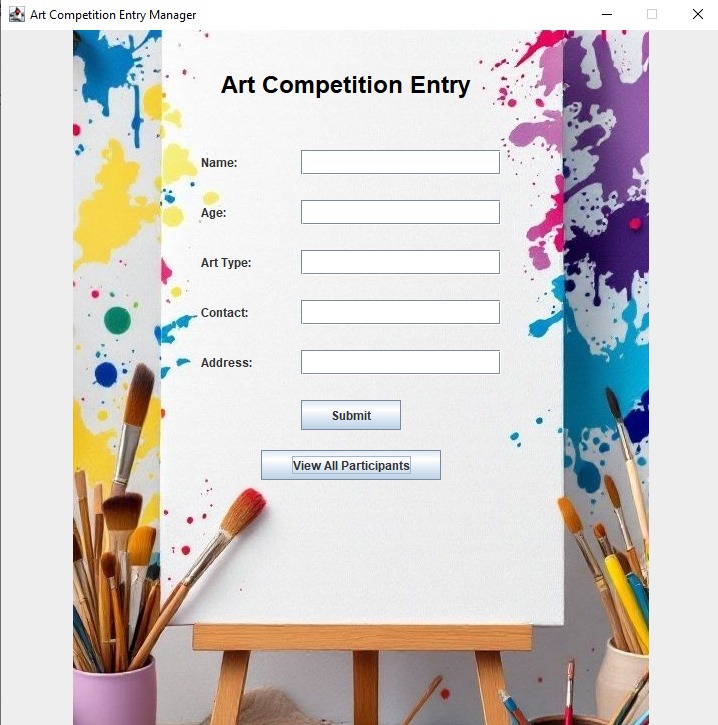 Art Competition Entry Manager
Art Competition Entry
Name:
Age:
Art Type:
Contact:
Address:
Submit
View All Participants